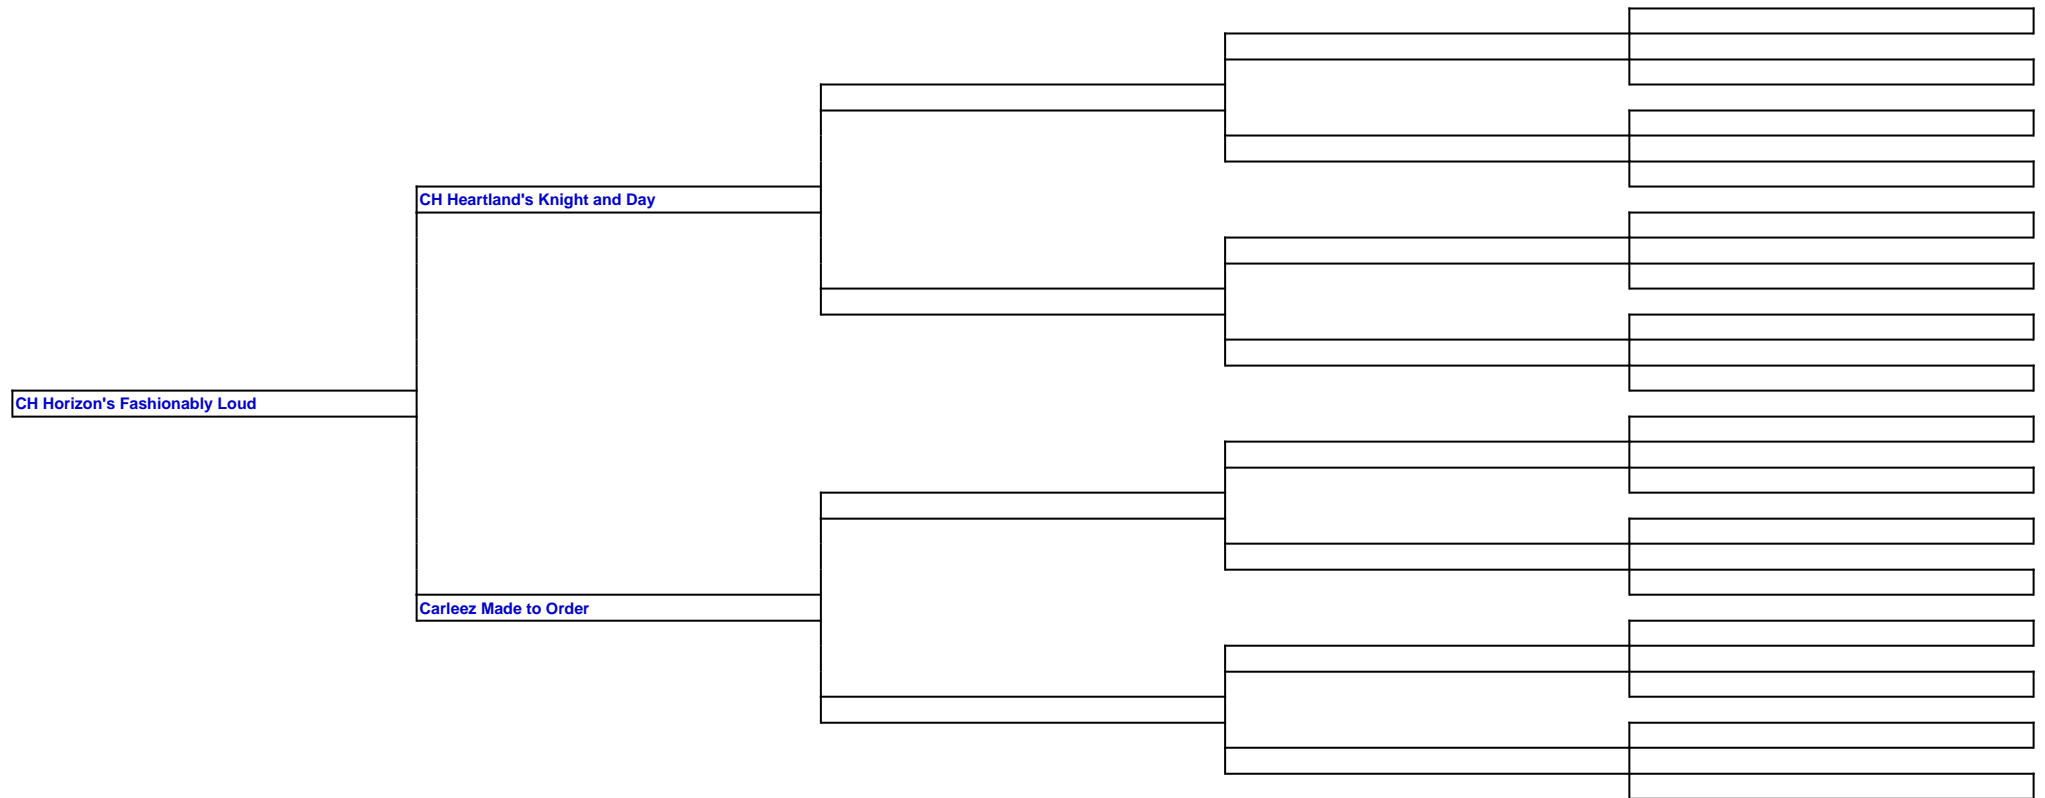 CH Heartland's Knight and Day
CH Horizon's Fashionably Loud
Carleez Made to Order